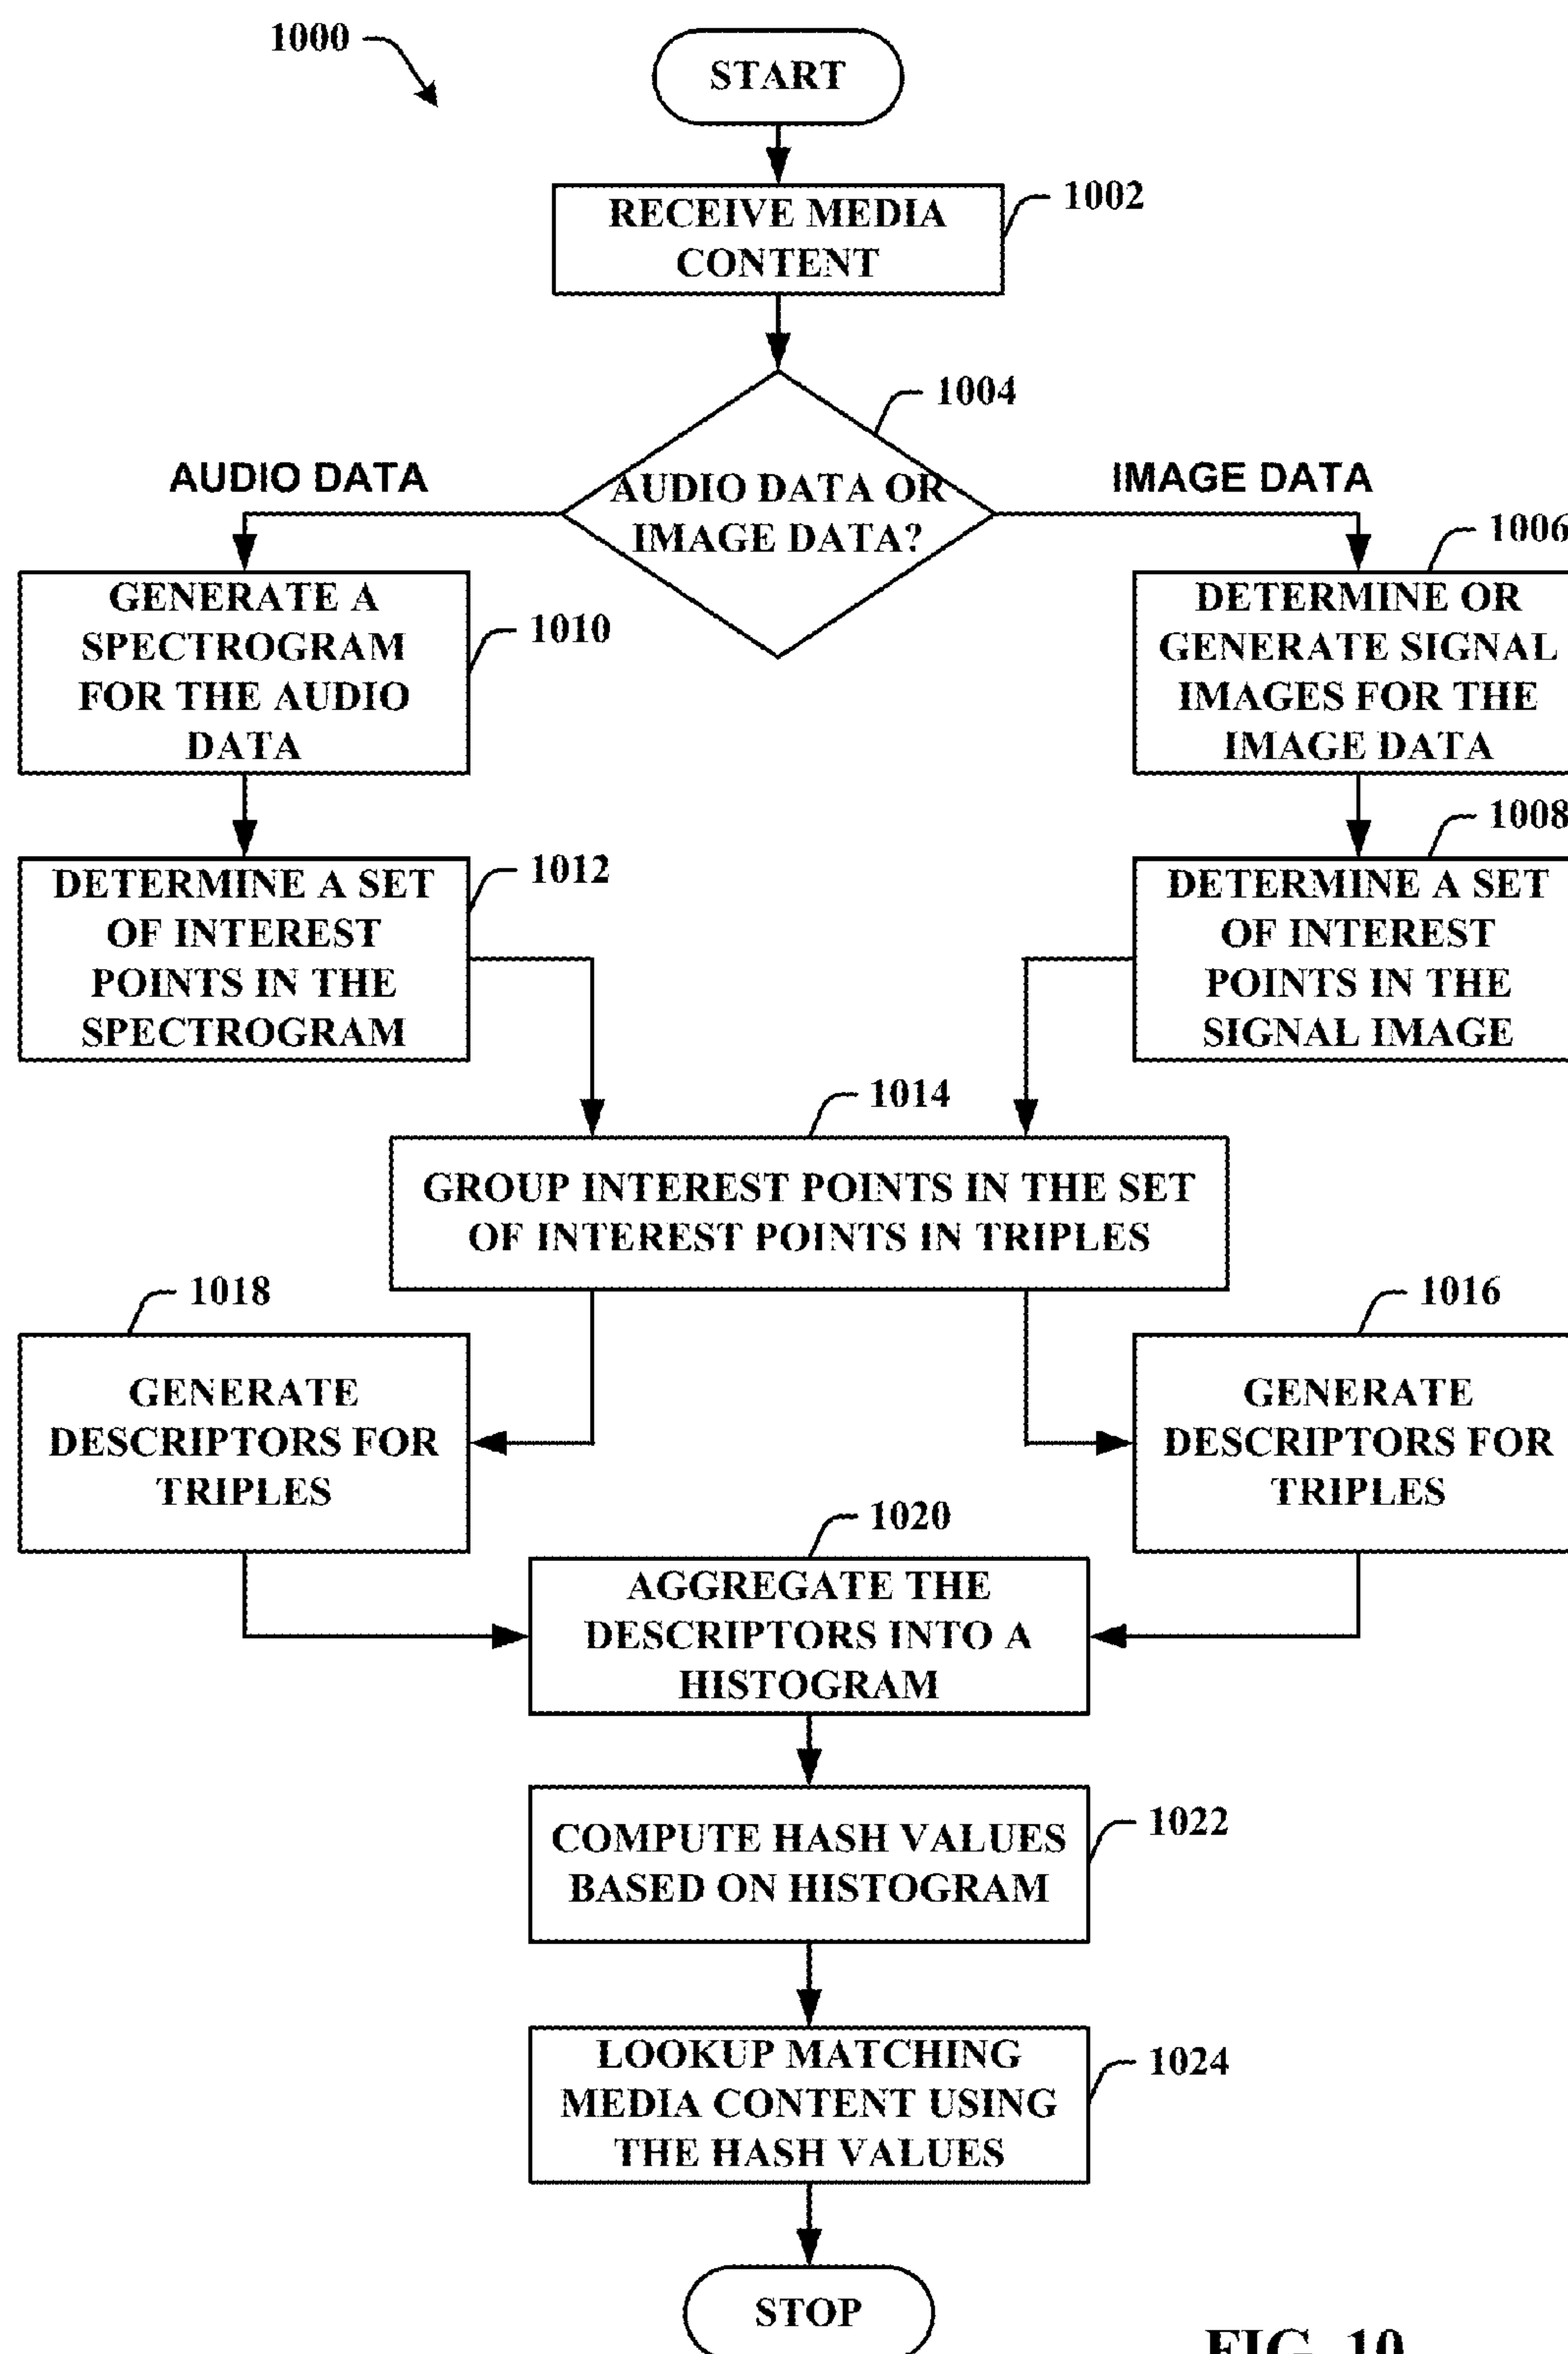 1000
START
RECEIVE MEDIA
CONTENT
1002
1004
AUDIO DATA OR
IMAGE DATA?
AUDIO DATA
IMAGE DATA
GENERATE A
SPECTROGRAM
FOR THE AUDIO
DATA
1010
1006
DETERMINE OR
GENERATE SIGNAL
IMAGES FOR THE
IMAGE DATA
DETERMINE A SET
OF INTEREST
POINTS IN THE
SPECTROGRAM
1012
1008
DETERMINE A SET
OF INTEREST
POINTS IN THE
SIGNAL IMAGE
1014
GROUP INTEREST POINTS IN THE SET
OF INTEREST POINTS IN TRIPLES
1018
GENERATE
DESCRIPTORS FOR
TRIPLES
1016
GENERATE
DESCRIPTORS FOR
TRIPLES
1020
AGGREGATE THE
DESCRIPTORS INTO A
HISTOGRAM
COMPUTE HASH VALUES
BASED ON HISTOGRAM
1022
LOOKUP MATCHING
MEDIA CONTENT USING
THE HASH VALUES
1024
STOP
FIG. 10